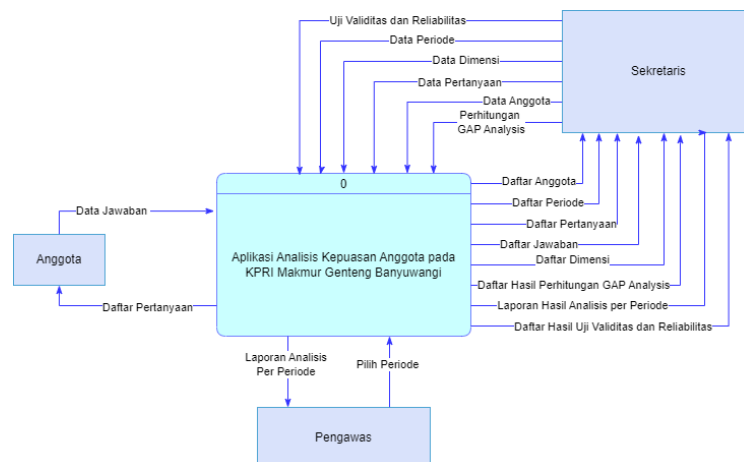 Uji Validitas dan Reliabilitas
Data Periode
Data Dimensi
Data Pertanyaan
Data Anggota
Perhitungan
GAP Analysis
Sekretaris
0
Aplikasi Analisis Kepuasan Anggota pada
KPRI Makmur Genteng Banyuwangi
Daftar Anggota
Daftar Periode
Daftar Pertanyaan
Daftar Jawaban
Daftar Dimensi
Daftar Hasil Perhitungan GAP Analysis
Laporan Hasil Analisis per Periode
Daftar Hasil Uji Validitas dan Reliabilitas
Data Jawaban
Anggota
Daftar Pertanyaan
Laporan Analisis
Per Periode
Pilih Periode
Pengawas